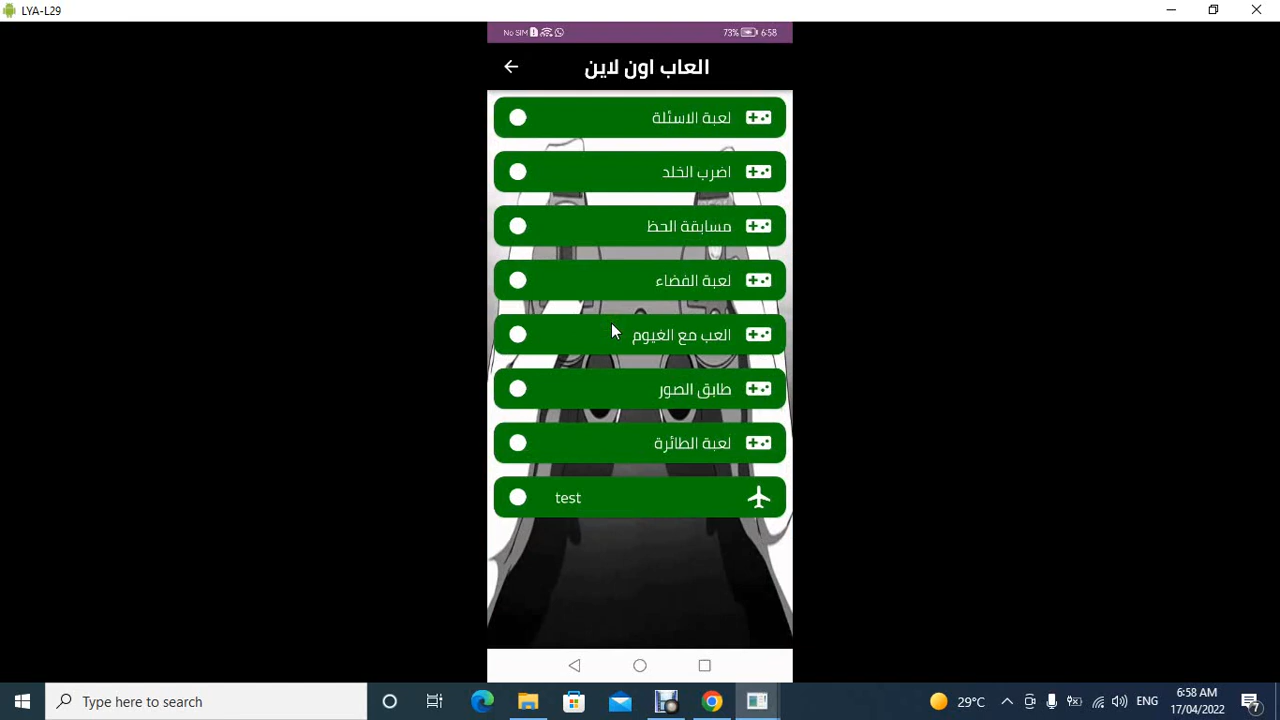 LYA-L29
No SIM 73% 6:58
العاب اون لاين
لعبة الاسئلة
اضرب الخلد
مسابقة الحظ
لعبة الفضاء
العب مع الغيوم
طابق الصور
لعبة الطائرة
test
Type here to search
29°C
ENG
6:58 AM
17/04/2022
7